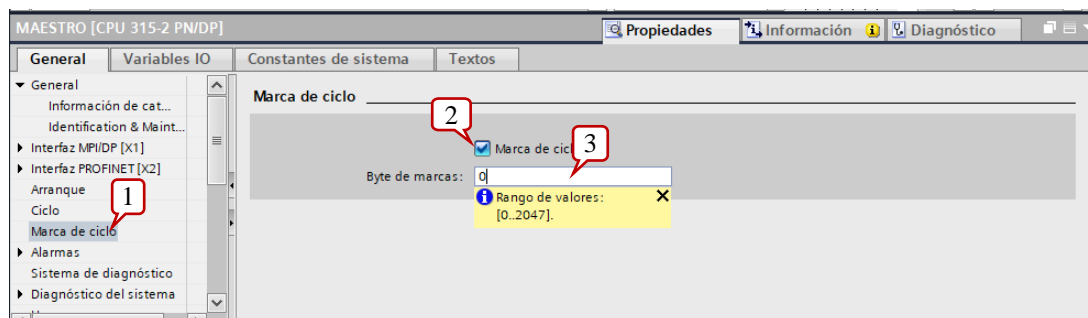 MAESTRO [CPU 315-2 PN/DP]
Propiedades
Información
Diagnóstico
General
Variables IO
Constantes de sistema
Textos
General
Información de cat...
Identification & Maint...
Interfaz MPI/DP [X1]
Interfaz PROFINET [X2]
Arranque
Ciclo
Marca de ciclo
Alarmas
Sistema de diagnóstico
Diagnóstico del sistema
1
Marca de ciclo
2
Marca de cicl
3
Byte de marcas: 0
Rango de valores:
[0..2047].